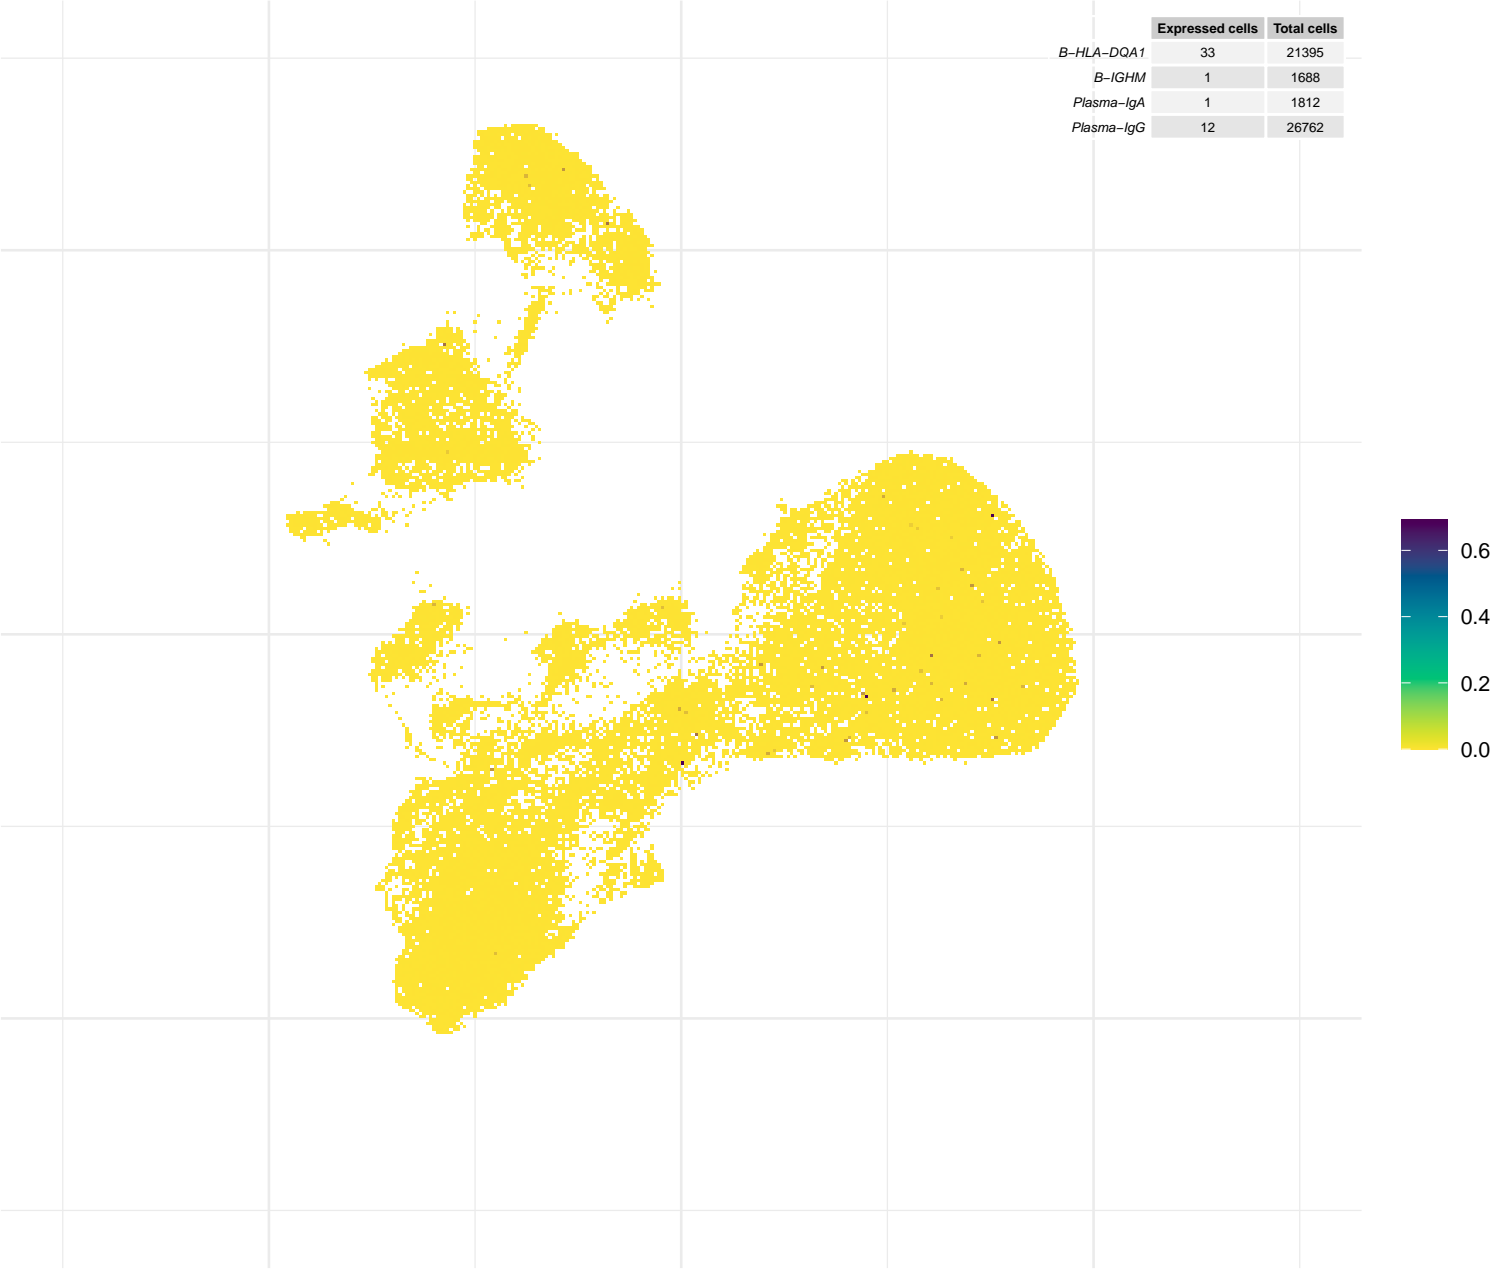 Expressed cells Total cells
B−HLA−DQA1 33 21395
B−IGHM 1 1688
Plasma−IgA 1 1812
Plasma−IgG 12 26762
0.6
0.4
0.2
0.0